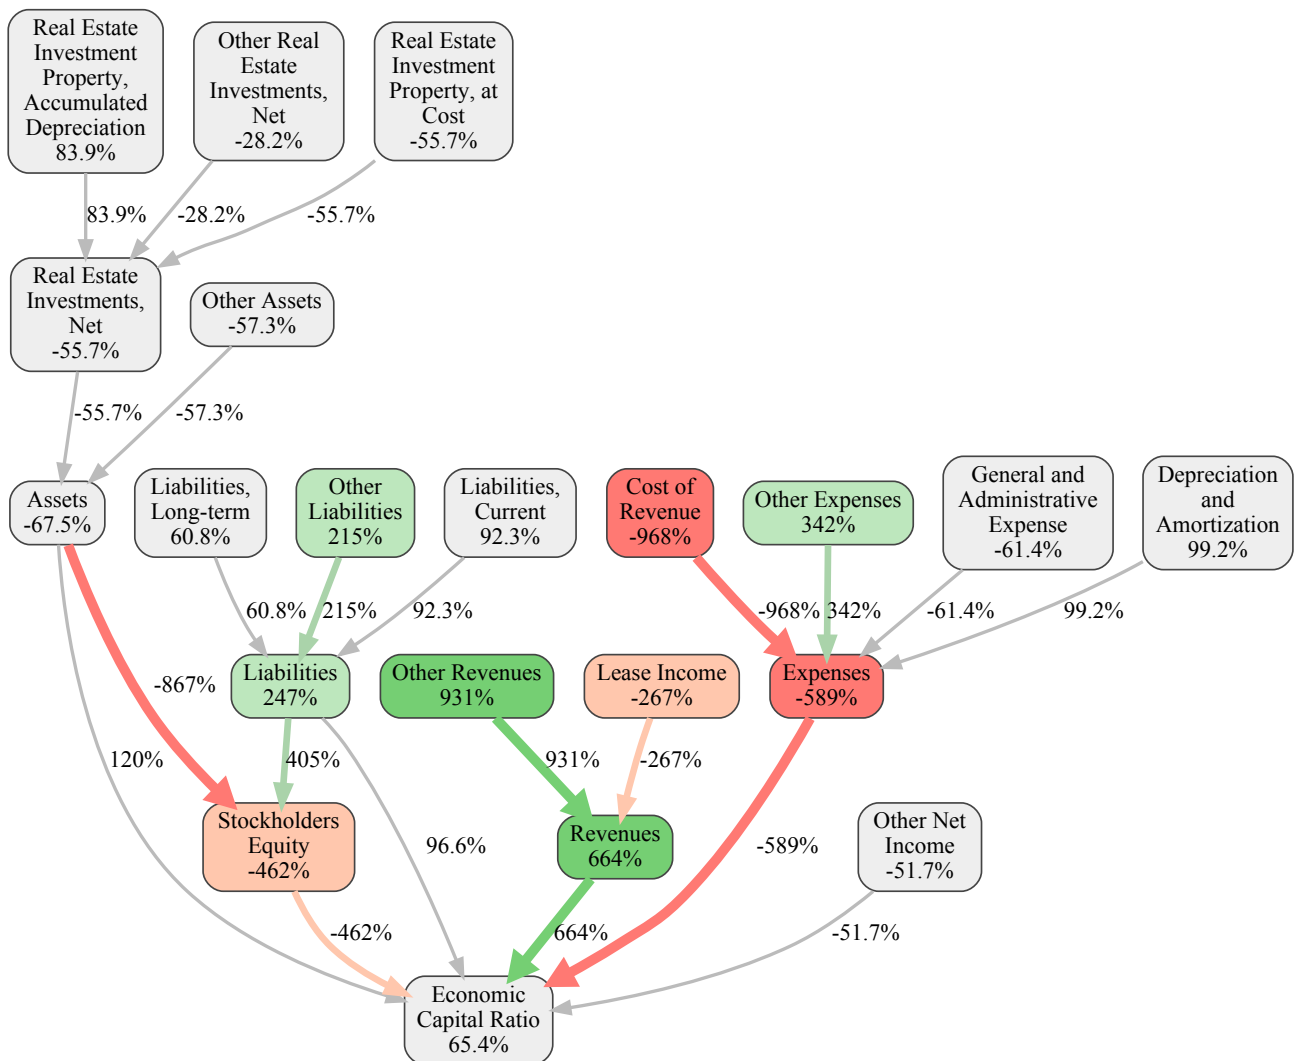 Real Estate
Investment
Property,
Accumulated
Depreciation
83.9%
Other Real
Estate
Investments,
Net
-28.2%
Real Estate
Investment
Property, at
Cost
-55.7%
83.9%
-28.2%
-55.7%
Real Estate
Investments,
Net
-55.7%
Other Assets
-57.3%
-55.7%
-57.3%
Assets
-67.5%
Liabilities,
Long-term
60.8%
Other
Liabilities
215%
Liabilities,
Current
92.3%
Cost of
Revenue
-968%
Other Expenses
342%
General and
Administrative
Expense
-61.4%
Depreciation
and
Amortization
99.2%
60.8%
215%
92.3%
-968%
342%
-61.4%
99.2%
-867%
Liabilities
247%
Other Revenues
931%
Lease Income
-267%
Expenses
-589%
120%
405%
931%
-267%
Stockholders
Equity
-462%
96.6%
Revenues
664%
-589%
Other Net
Income
-51.7%
-462%
664%
-51.7%
Economic
Capital Ratio
65.4%